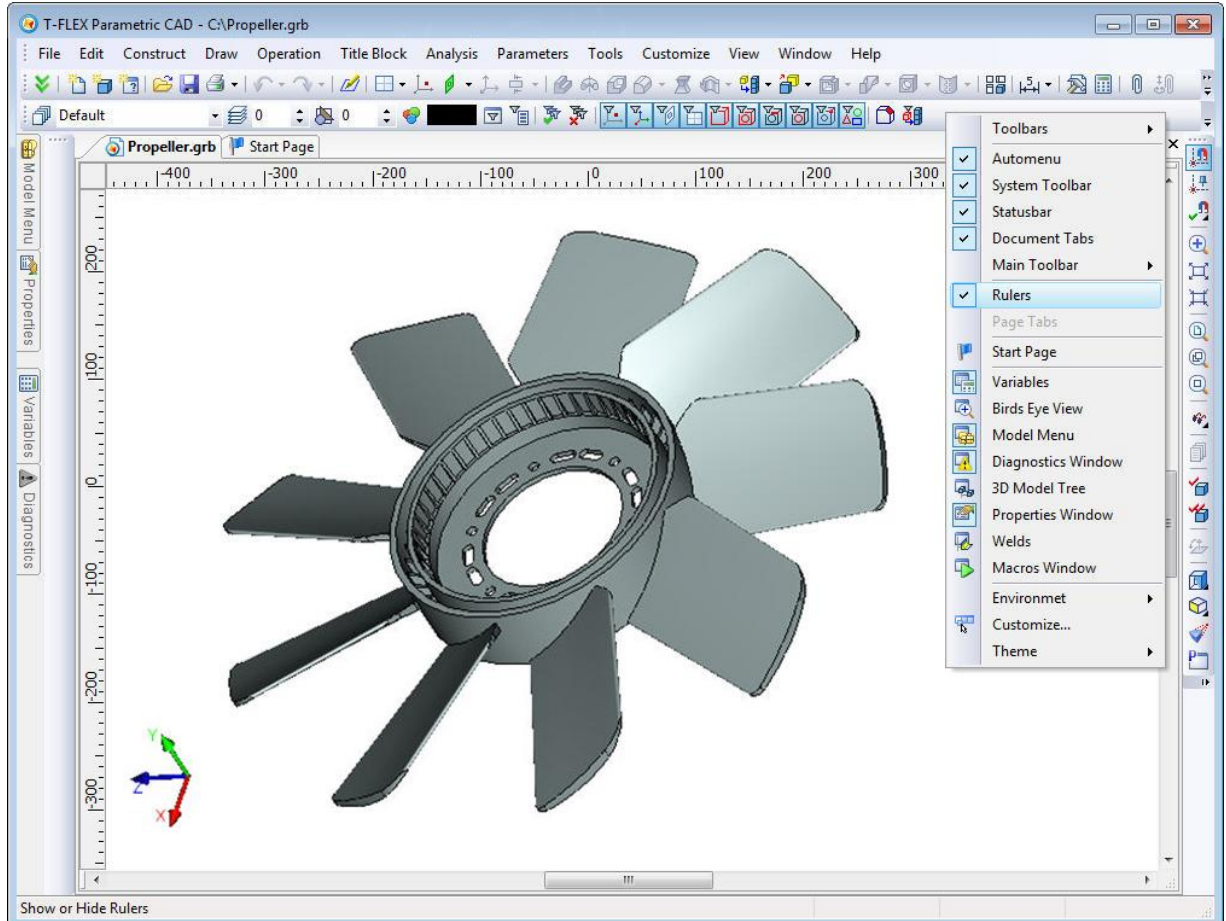 T-FLEX Parametric CAD - C:\Propeller.grb
File Edit Construct Draw Operation Title Block Analysis Parameters Tools Customize View Window Help
Default 0 0
Propeller.grb Start Page
-400 -300 -200 -100 0 100 200 300
Model Menu
Properties
Variables
Diagnostics
200
100
0
-100
-200
-300
Toolbars
Automenu
System Toolbar
Statusbar
Document Tabs
Main Toolbar
Rulers
Page Tabs
Start Page
Variables
Birds Eye View
Model Menu
Diagnostics Window
3D Model Tree
Properties Window
Welds
Macros Window
Environmet
Customize...
Theme
Y
Z
X
Show or Hide Rulers